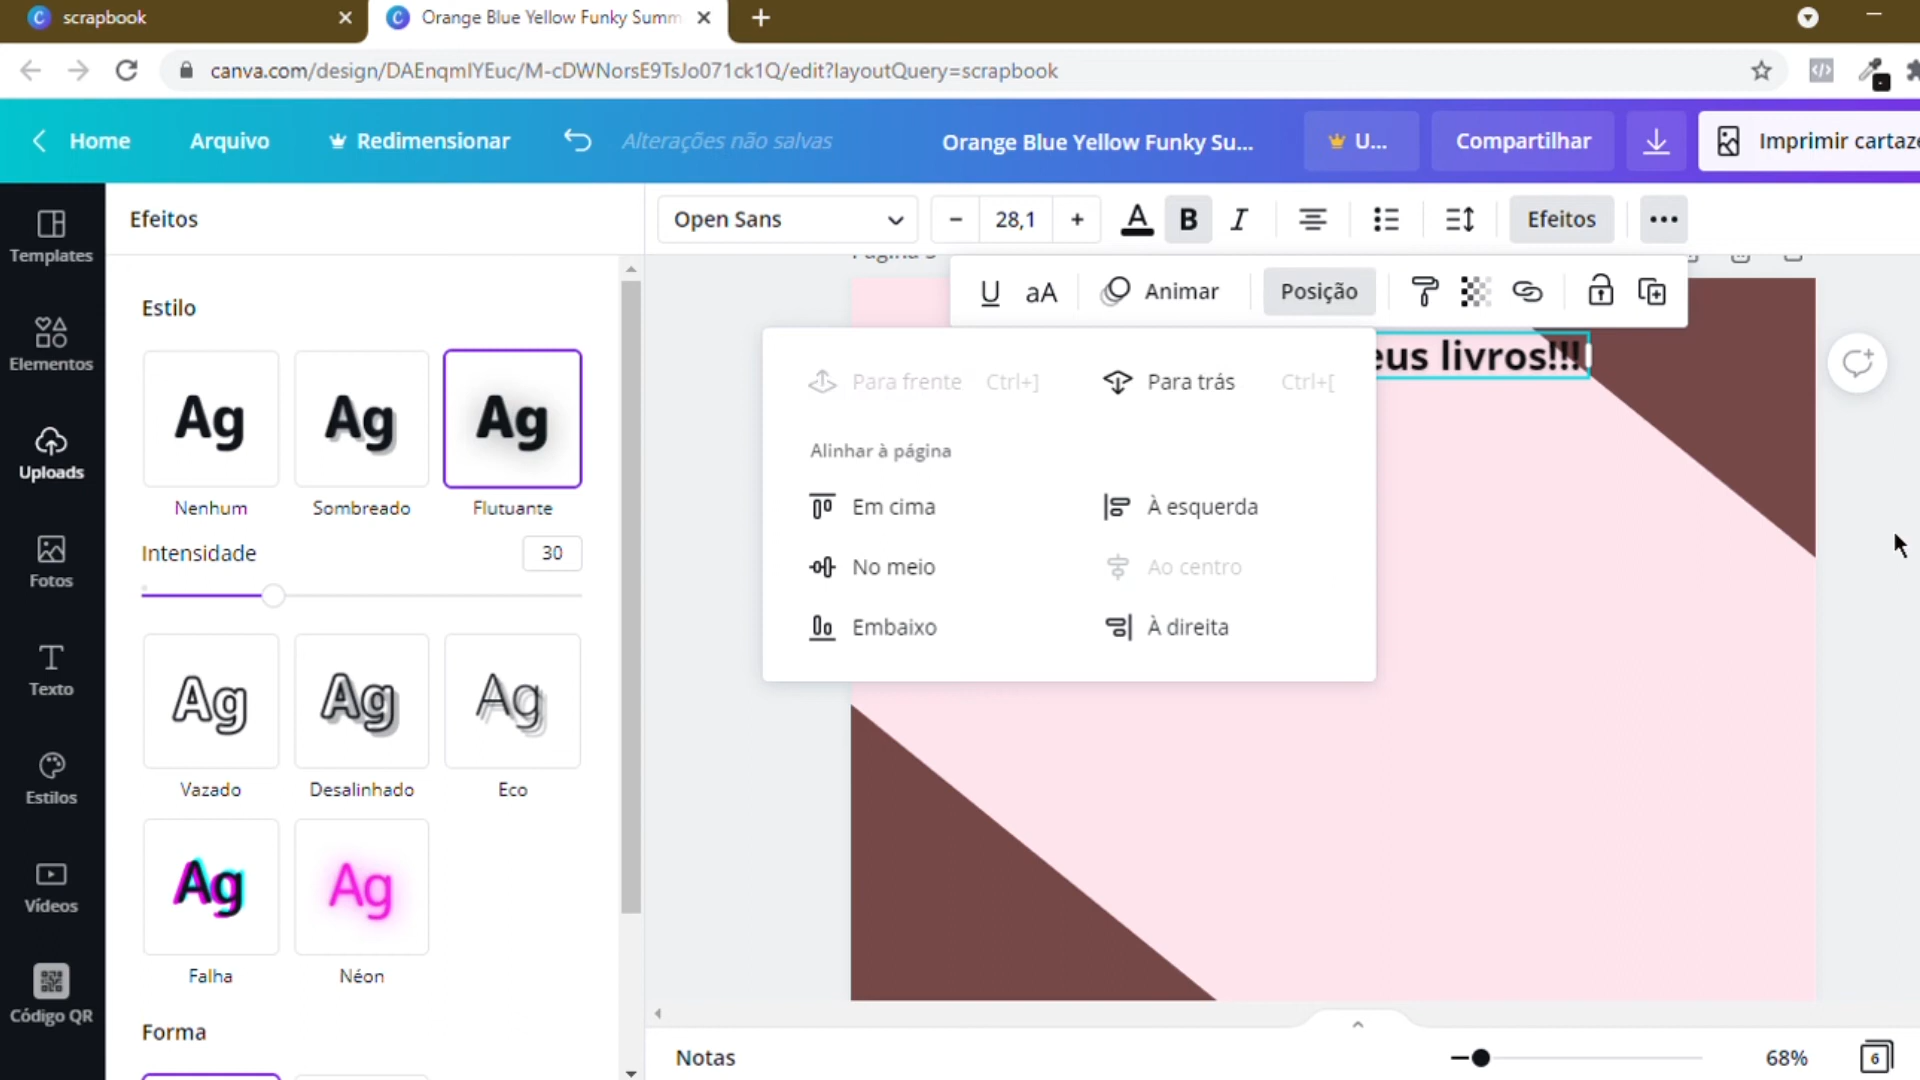 scrapbook
Orange Blue Yellow Funky Summ
canva.com/design/DAEnqmIYEuc/M-cDWNorsE9TsJo071ck1Q/edit?layoutQuery=scrapbook
Home
Arquivo
Redimensionar
Alterações não salvas
Orange Blue Yellow Funky Su...
U...
Compartilhar
Imprimir cartaze
Templates
Elementos
Uploads
Fotos
Texto
Estilos
Vídeos
Código QR
Efeitos
Estilo
Ag
Ag
Ag
Nenhum
Sombreado
Flutuante
Intensidade
30
Ag
Ag
Ag
Vazado
Desalinhado
Eco
Ag
Ag
Falha
Néon
Forma
Open Sans
28,1
A
B
I
Efeitos
U
aA
Animar
Posição
Para frente Ctrl+]
Para trás Ctrl+[
Alinhar à página
Em cima
À esquerda
No meio
Ao centro
Embaixo
À direita
eus livros!!!
Notas
68%
6